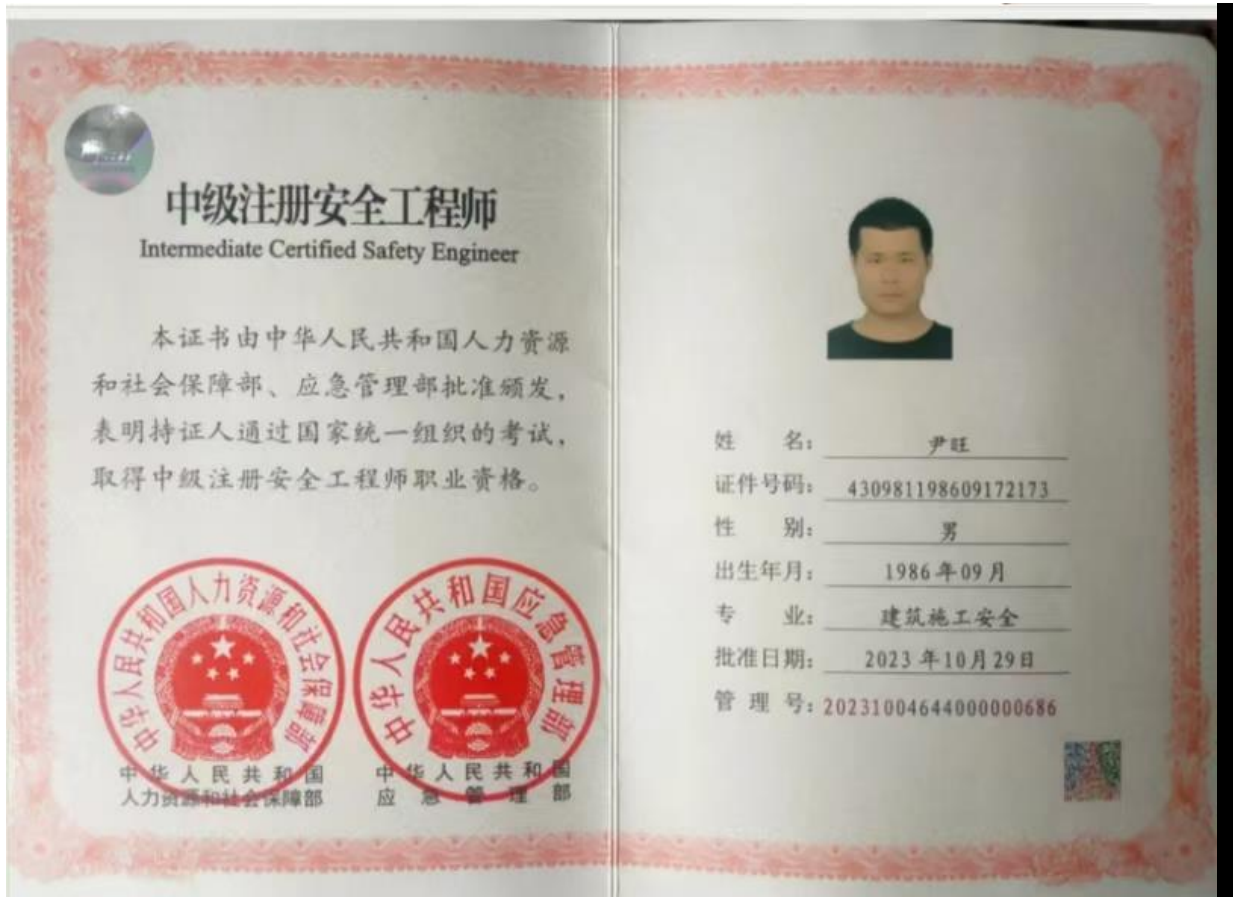 中级注册安全工程师
Intermediate Certified Safety Engineer
本证书由中华人民共和国人力资源
和社会保障部、应急管理部批准颁发，
表明持证人通过国家统一组织的考试，
取得中级注册安全工程师职业资格。
中华人民共和国人力资源和社会保障部
中华人民共和国应急管理部
中华人民共和国
人力资源和社会保障部
中华人民共和国
应急管理部
姓 名： 尹旺
证件号码： 430981198609172173
性 别： 男
出生年月： 1986年09月
专 业： 建筑施工安全
批准日期： 2023年10月29日
管 理 号：20231004644000000686